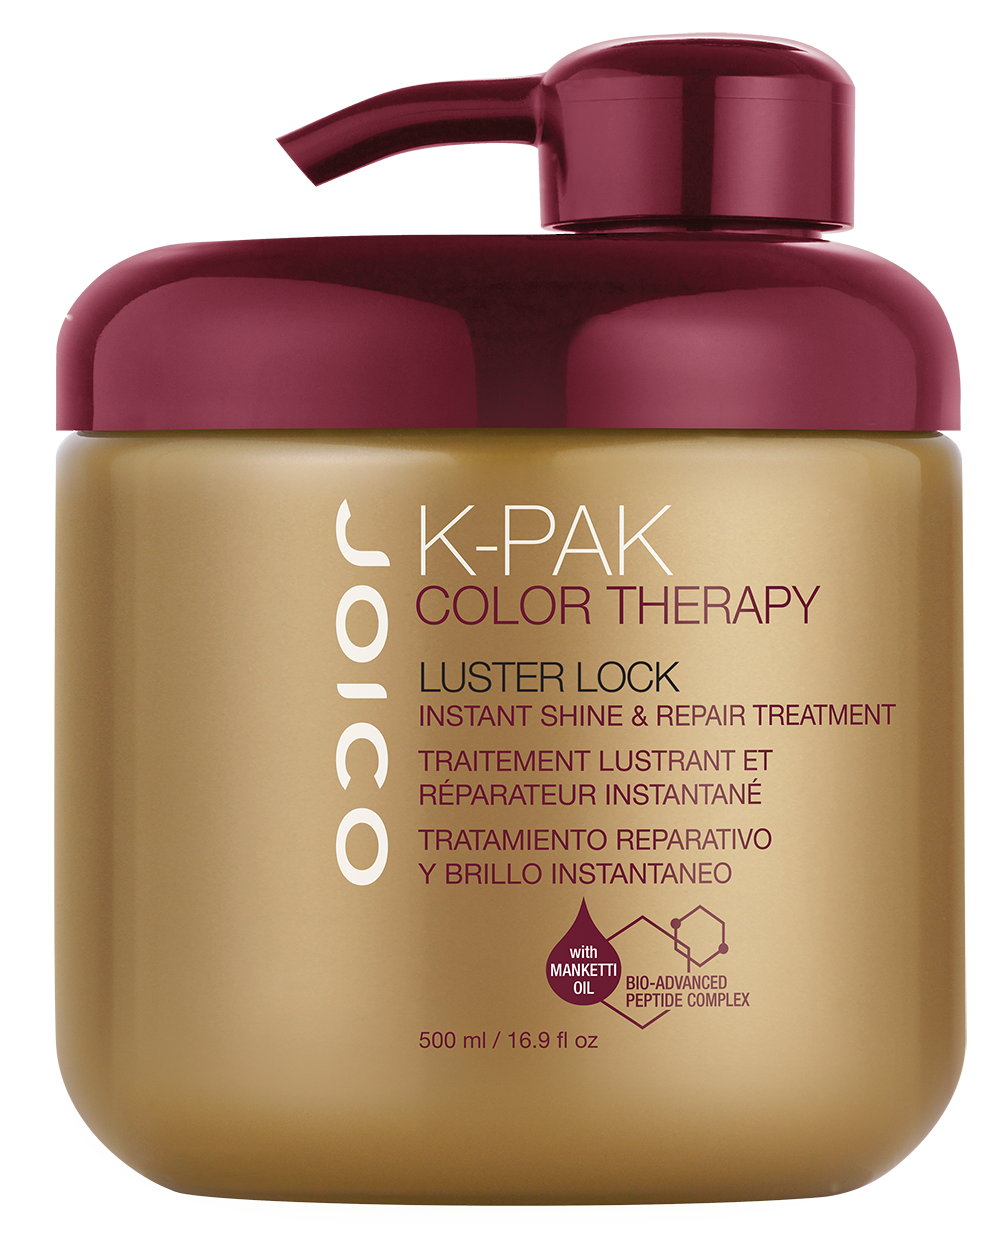 JOICO
K-PAK
COLOR THERAPY
LUSTER LOCK
INSTANT SHINE & REPAIR TREATMENT
TRAITEMENT LUSTRANT ET
RÉPARATEUR INSTANTANÉ
TRATAMIENTO REPARATIVO
Y BRILLO INSTANTANEO
with
MANKETTI
OIL
BIO-ADVANCED
PEPTIDE COMPLEX
500 ml / 16.9 fl oz